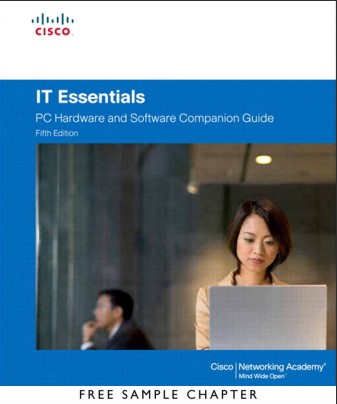 CISCO
IT Essentials
PC Hardware and Software Companion Guide
Fifth Edition
Cisco | Networking Academy®
Mind Wide Open™
FREE SAMPLE CHAPTER